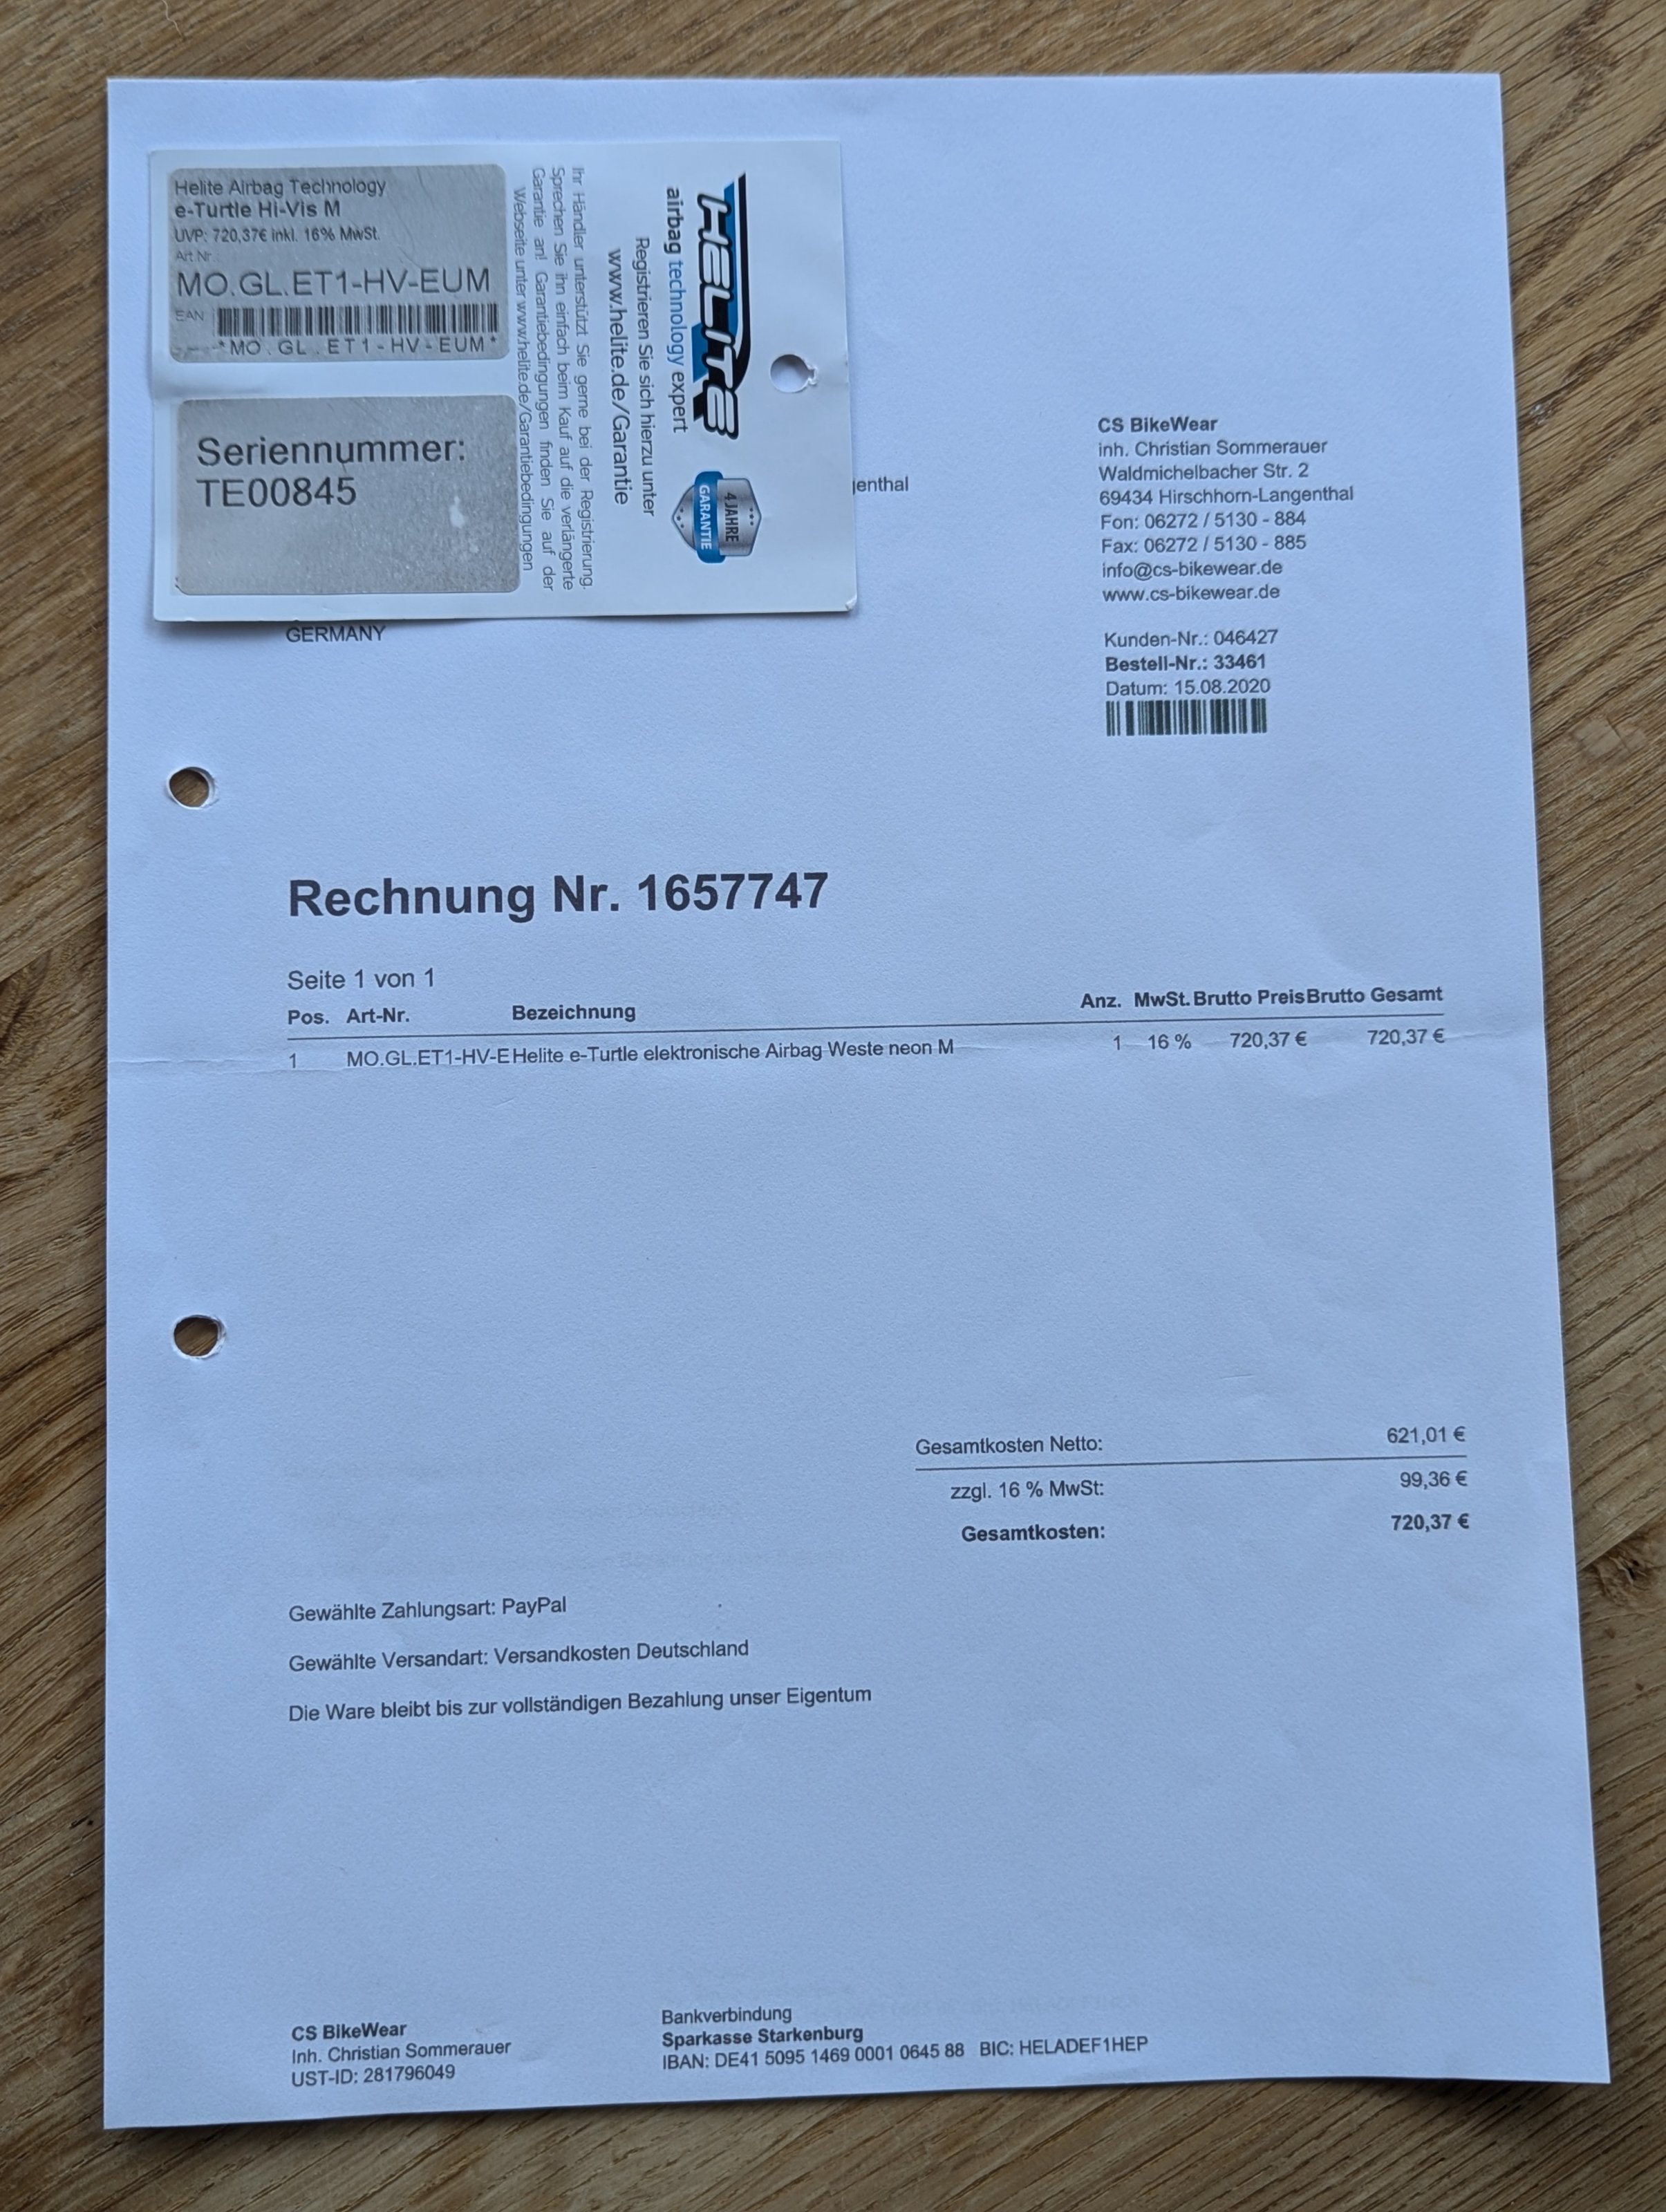 Helite Airbag Technology
e-Turtle Hi-Vis M
UVP: 720,37€ inkl. 16% MwSt.
Art.Nr.:
MO.GL.ET1-HV-EUM
EAN
*MO.GL.ET1-HV-EUM*
Seriennummer:
TE00845
HELITE
airbag technology expert
4 JAHRE
GARANTIE
Registrieren Sie sich hierzu unter
www.helite.de/Garantie
Ihr Händler unterstützt Sie gerne bei der Registrierung.
Sprechen Sie ihn einfach beim Kauf auf die verlängerte
Garantie an! Garantiebedingungen finden Sie auf der
Webseite unter www.helite.de/Garantiebedingungen
enthal
GERMANY
CS BikeWear
inh. Christian Sommerauer
Waldmichelbacher Str. 2
69434 Hirschhorn-Langenthal
Fon: 06272 / 5130 - 884
Fax: 06272 / 5130 - 885
info@cs-bikewear.de
www.cs-bikewear.de
Kunden-Nr.: 046427
Bestell-Nr.: 33461
Datum: 15.08.2020
Rechnung Nr. 1657747
Seite 1 von 1
Pos. Art-Nr. Bezeichnung Anz. MwSt. Brutto Preis Brutto Gesamt
1 MO.GL.ET1-HV-E Helite e-Turtle elektronische Airbag Weste neon M 1 16 % 720,37 € 720,37 €
Gesamtkosten Netto: 621,01 €
zzgl. 16 % MwSt: 99,36 €
Gesamtkosten: 720,37 €
Gewählte Zahlungsart: PayPal
Gewählte Versandart: Versandkosten Deutschland
Die Ware bleibt bis zur vollständigen Bezahlung unser Eigentum
CS BikeWear
Inh. Christian Sommerauer
UST-ID: 281796049
Bankverbindung
Sparkasse Starkenburg
IBAN: DE41 5095 1469 0001 0645 88 BIC: HELADEF1HEP